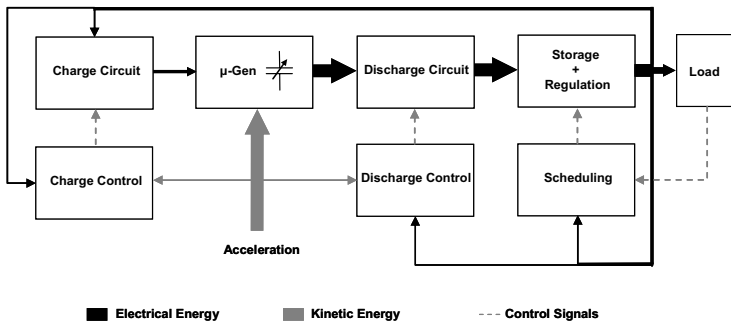 Charge Circuit
μ-Gen
Discharge Circuit
Storage
+
Regulation
Load
Charge Control
Discharge Control
Scheduling
Acceleration
Electrical Energy
Kinetic Energy
Control Signals